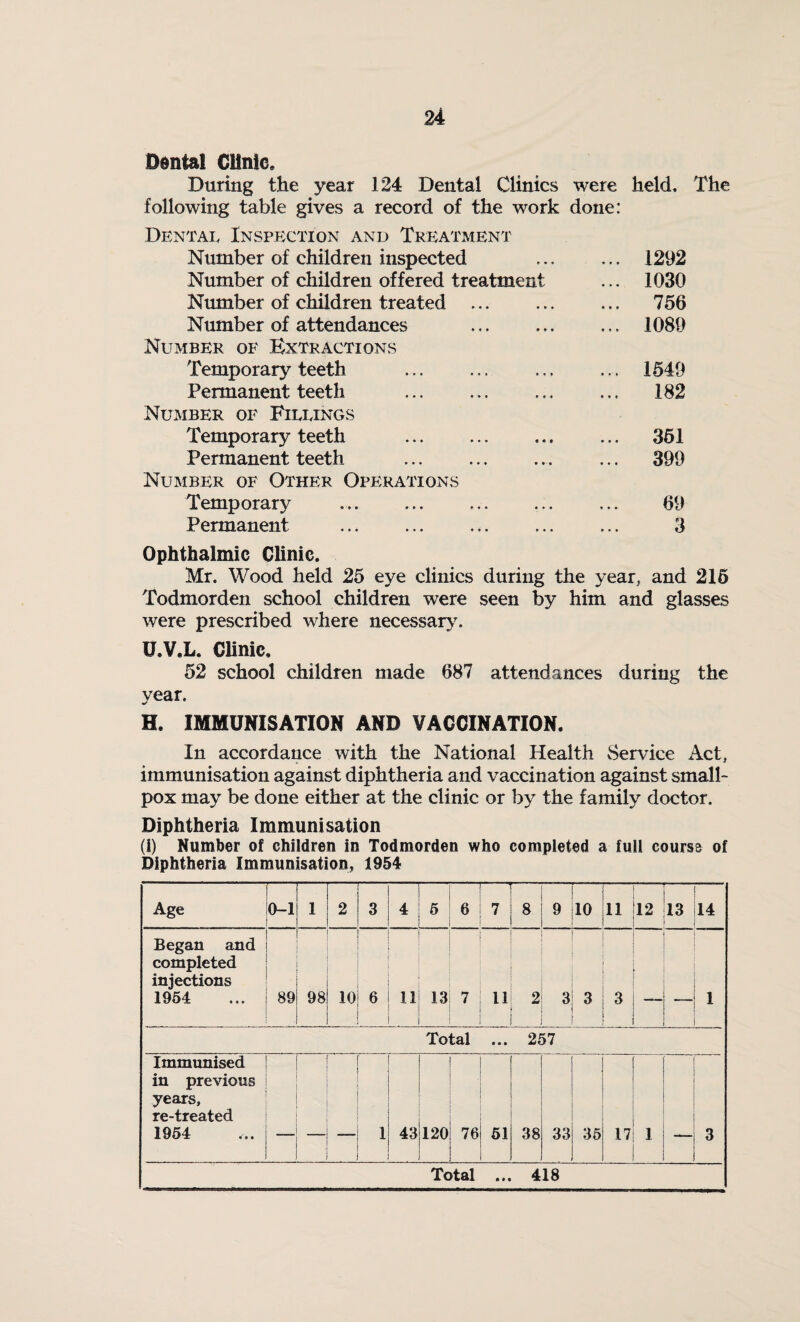 24
Dental Clinic.
During the year 124 Dental Clinics were held. The
following table gives a record of the work done:
Dental Inspection and Treatment
Number of children inspected ... ... 1292
Number of children offered treatment ... 1030
Number of children treated ... ... ... 756
Number of attendances ... ... ... 1089
Number of Extractions
Temporary teeth ... ... ... ... 1549
Permanent teeth ... ... ... ... 182
Number of Fillings
Temporary teeth ... ... ... ... 351
Permanent teeth ... ... ... ... 399
Number of Other Operations
Temporary ... ... ... ... ... 69
Permanent ... ... ... ... ... 3
Ophthalmic Clinic.
Mr. Wood held 25 eye clinics during the year, and 215
Todmorden school children were seen by him and glasses
were prescribed where necessary.
U.V.L. Clinic.
52 school children made 687 attendances during the
year.
H. IMMUNISATION AND VACCINATION.
In accordance with the National Health Service Act,
immunisation against diphtheria and vaccination against small-
pox may be done either at the clinic or by the family doctor.
Diphtheria Immunisation
(i) Number of children in Todmorden who completed a full course of
Diphtheria Immunisation, 1954
Age 0-1 1 2 3 4 5 6 7 8 9 10 11 12 13 14
Began and
completed
injections
1954 ... 89 98 10 6 11 13 7 11 2 3 3 3 — — 1
Total ... 257
Immunised
in previous
years,
re-treated
1954 ... — — — 1 43 120 76 51 38 33 35 17 1 — 3
Total ... 418